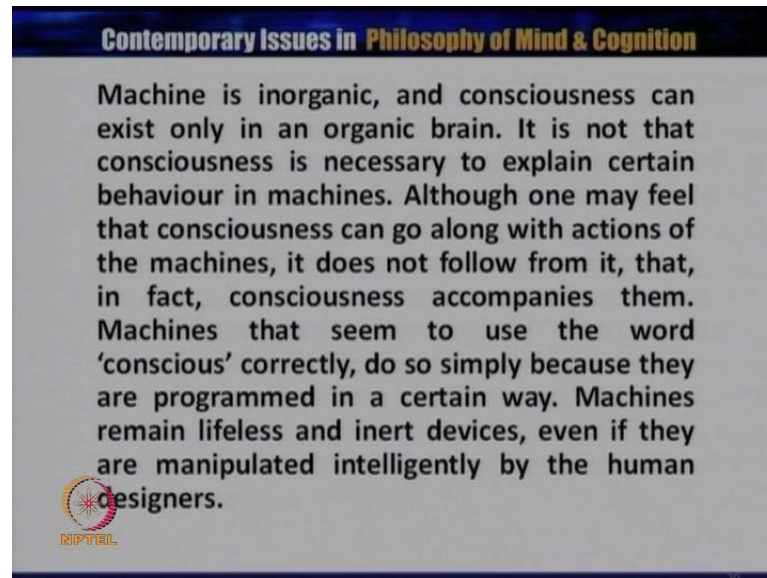 Contemporary Issues in Philosophy of Mind & Cognition
Machine is inorganic, and consciousness can
exist only in an organic brain. It is not that
consciousness is necessary to explain certain
behaviour in machines. Although one may feel
that consciousness can go along with actions of
the machines, it does not follow from it, that,
in fact, consciousness accompanies them.
Machines that seem to use the word
‘conscious’ correctly, do so simply because they
are programmed in a certain way. Machines
remain lifeless and inert devices, even if they
are manipulated intelligently by the human
designers.
NPTEL